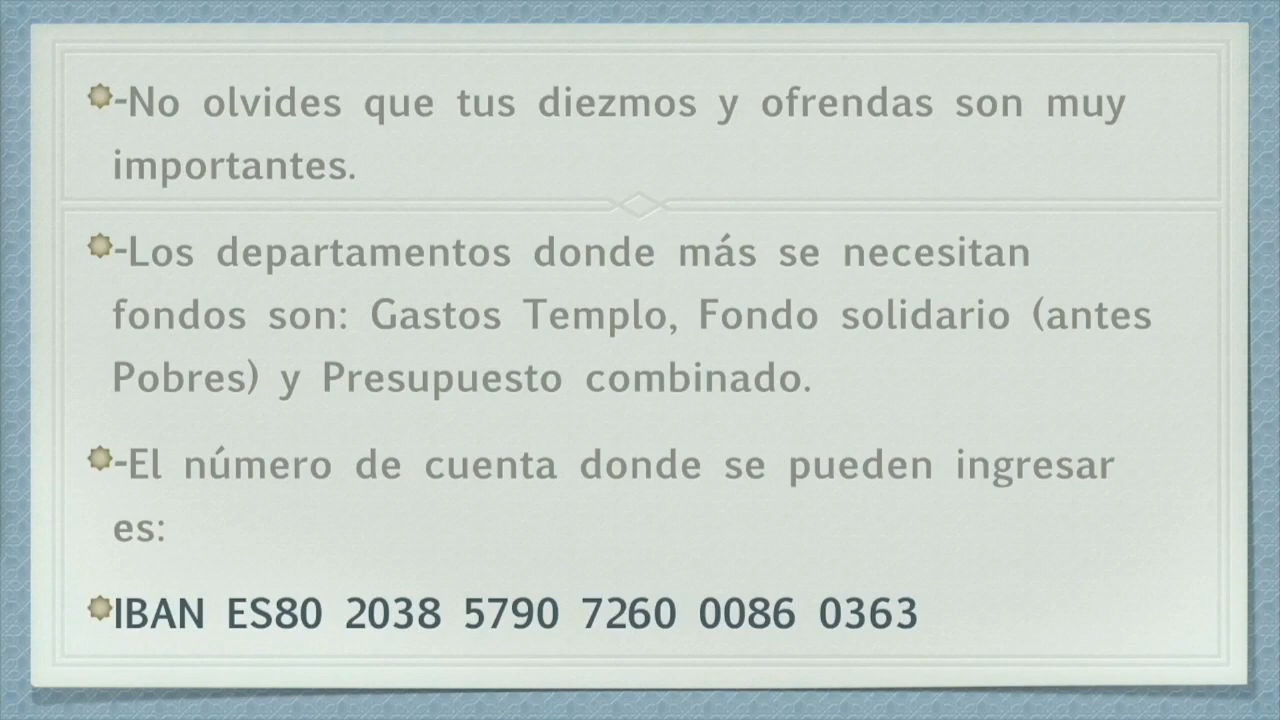 -No olvides que tus diezmos y ofrendas son muy
importantes.
-Los departamentos donde más se necesitan
fondos son: Gastos Templo, Fondo solidario (antes
Pobres) y Presupuesto combinado.
-El número de cuenta donde se pueden ingresar
es:
IBAN ES80 2038 5790 7260 0086 0363